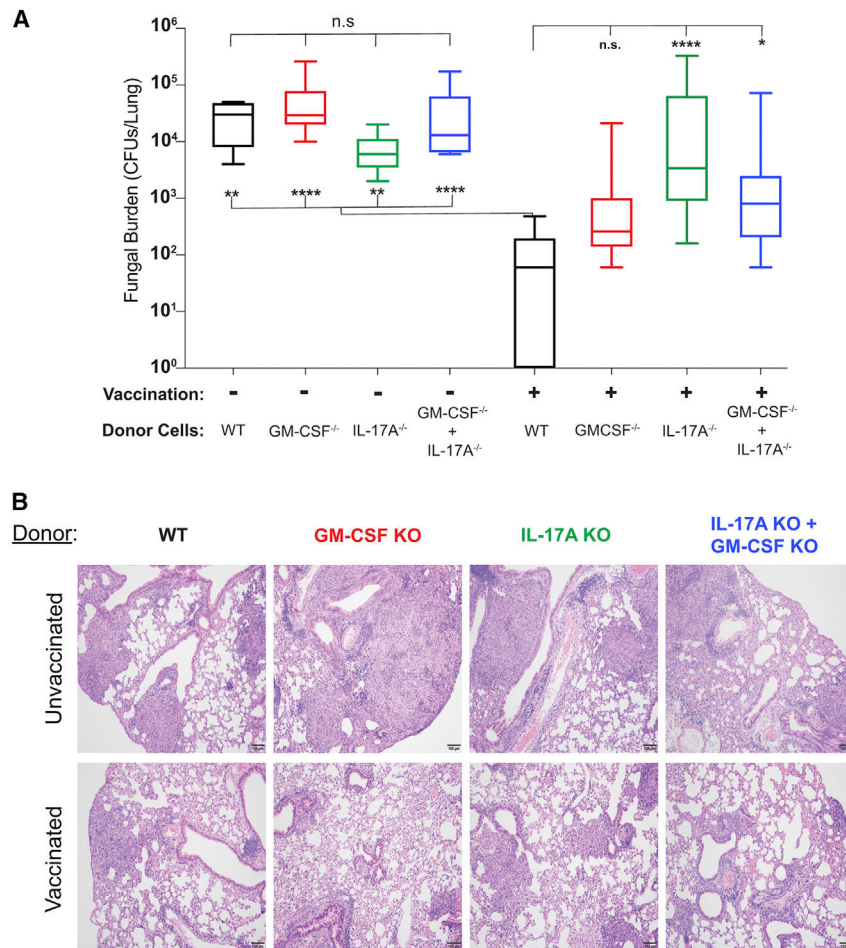 A
n.s
n.s. **** *
Fungal Burden (CFUs/Lung)
10⁶
10⁵
10⁴
10³
10²
10¹
10⁰
** **** ** ****
Vaccination: - - - - + + + +
Donor Cells: WT GM-CSF⁻/⁻ IL-17A⁻/⁻ GM-CSF⁻/⁻ + IL-17A⁻/⁻ WT GMCSF⁻/⁻ IL-17A⁻/⁻ GM-CSF⁻/⁻ + IL-17A⁻/⁻
B
Donor: WT GM-CSF KO IL-17A KO IL-17A KO + GM-CSF KO
Unvaccinated
Vaccinated